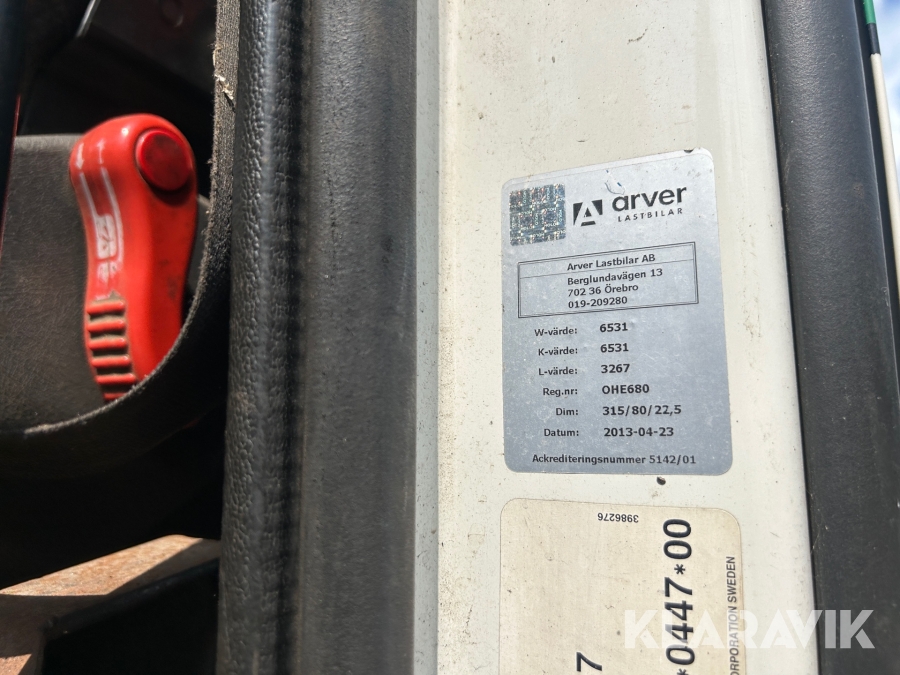 arver
LASTBILAR
Arver Lastbilar AB
Berglundavägen 13
702 36 Örebro
019-209280
W-värde: 6531
K-värde: 6531
L-värde: 3267
Reg.nr: OHE680
Dim: 315/80/22,5
Datum: 2013-04-23
Ackrediteringsnummer 5142/01
3986276
*0447*00
7
ORPORATION SWEDEN
KLARAVIK